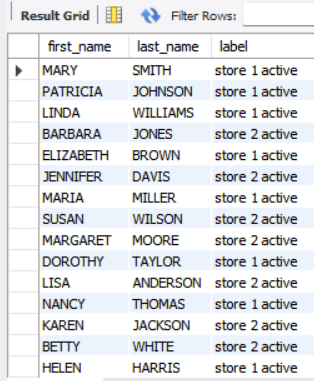 Result Grid Filter Rows:
first_name last_name label
MARY SMITH store 1 active
PATRICIA JOHNSON store 1 active
LINDA WILLIAMS store 1 active
BARBARA JONES store 2 active
ELIZABETH BROWN store 1 active
JENNIFER DAVIS store 2 active
MARIA MILLER store 1 active
SUSAN WILSON store 2 active
MARGARET MOORE store 2 active
DOROTHY TAYLOR store 1 active
LISA ANDERSON store 2 active
NANCY THOMAS store 1 active
KAREN JACKSON store 2 active
BETTY WHITE store 2 active
HELEN HARRIS store 1 active